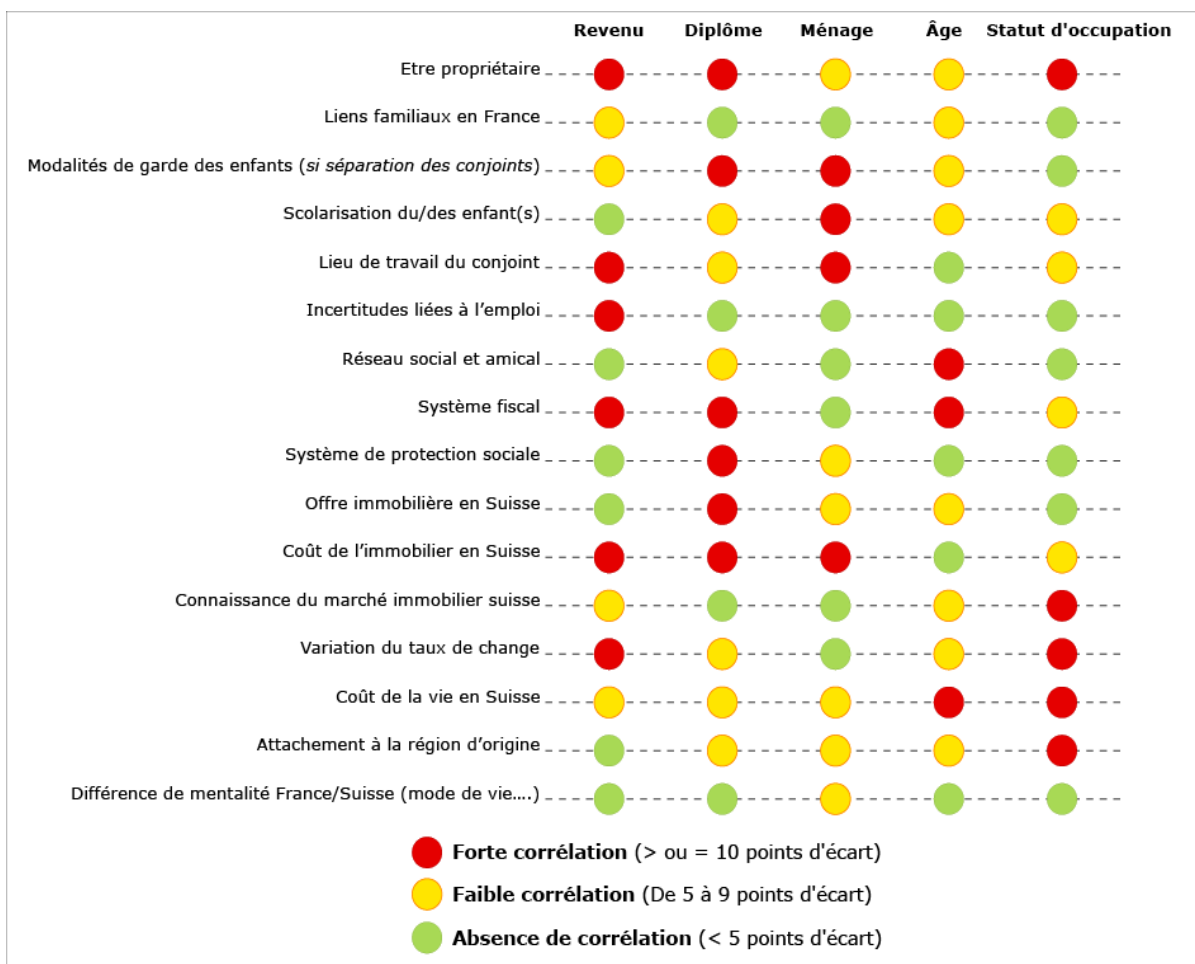 Revenu Diplôme Ménage Âge Statut d'occupation
Etre propriétaire
Liens familiaux en France
Modalités de garde des enfants (si séparation des conjoints)
Scolarisation du/des enfant(s)
Lieu de travail du conjoint
Incertitudes liées à l’emploi
Réseau social et amical
Système fiscal
Système de protection sociale
Offre immobilière en Suisse
Coût de l’immobilier en Suisse
Connaissance du marché immobilier suisse
Variation du taux de change
Coût de la vie en Suisse
Attachement à la région d’origine
Différence de mentalité France/Suisse (mode de vie....)
Forte corrélation (> ou = 10 points d'écart)
Faible corrélation (De 5 à 9 points d'écart)
Absence de corrélation (< 5 points d'écart)